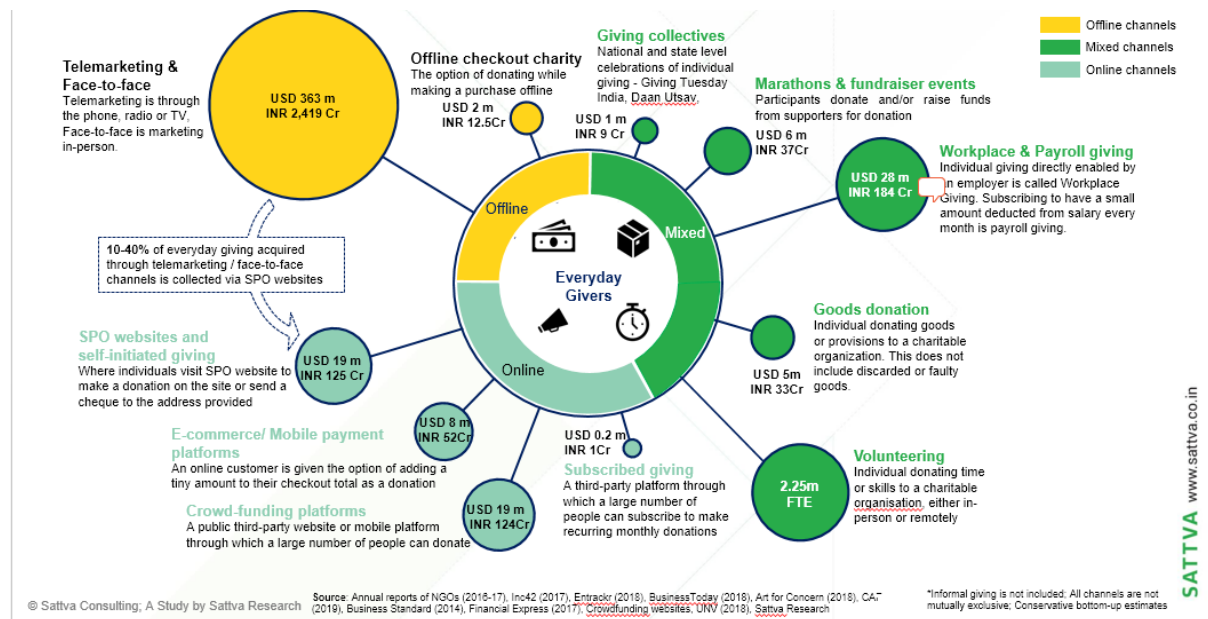 Offline channels
Mixed channels
Online channels
Telemarketing &
Face-to-face
Telemarketing is through
the phone, radio or TV,
Face-to-face is marketing
in-person.
USD 363 m
INR 2,419 Cr
Offline checkout charity
The option of donating while
making a purchase offline
USD 2 m
INR 12.5Cr
Giving collectives
National and state level
celebrations of individual
giving - Giving Tuesday
India, Daan Utsav,
USD 1 m
INR 9 Cr
Marathons & fundraiser events
Participants donate and/or raise funds
from supporters for donation
USD 6 m
INR 37Cr
Workplace & Payroll giving
Individual giving directly enabled by
an employer is called Workplace
Giving. Subscribing to have a small
amount deducted from salary every
month is payroll giving.
USD 28 m
INR 184 Cr
Offline
Mixed
Online
Everyday
Givers
10-40% of everyday giving acquired
through telemarketing / face-to-face
channels is collected via SPO websites
SPO websites and
self-initiated giving
Where individuals visit SPO website to
make a donation on the site or send a
cheque to the address provided
USD 19 m
INR 125 Cr
Goods donation
Individual donating goods
or provisions to a charitable
organization. This does not
include discarded or faulty
goods.
USD 5m
INR 33Cr
E-commerce/ Mobile payment
platforms
An online customer is given the option of adding a
tiny amount to their checkout total as a donation
USD 8 m
INR 52Cr
Crowd-funding platforms
A public third-party website or mobile platform
through which a large number of people can donate
USD 19 m
INR 124Cr
USD 0.2 m
INR 1Cr
Subscribed giving
A third-party platform through
which a large number of
people can subscribe to make
recurring monthly donations
2.25m
FTE
Volunteering
Individual donating time
or skills to a charitable
organisation, either in-
person or remotely
SATTVA www.sattva.co.in
© Sattva Consulting; A Study by Sattva Research
Source: Annual reports of NGOs (2016-17), Inc42 (2017), Entrackr (2018), BusinessToday (2018), Art for Concern (2018), CAF
(2019), Business Standard (2014), Financial Express (2017), Crowdfunding websites, UNV (2018), Sattva Research
*Informal giving is not included; All channels are not
mutually exclusive; Conservative bottom-up estimates